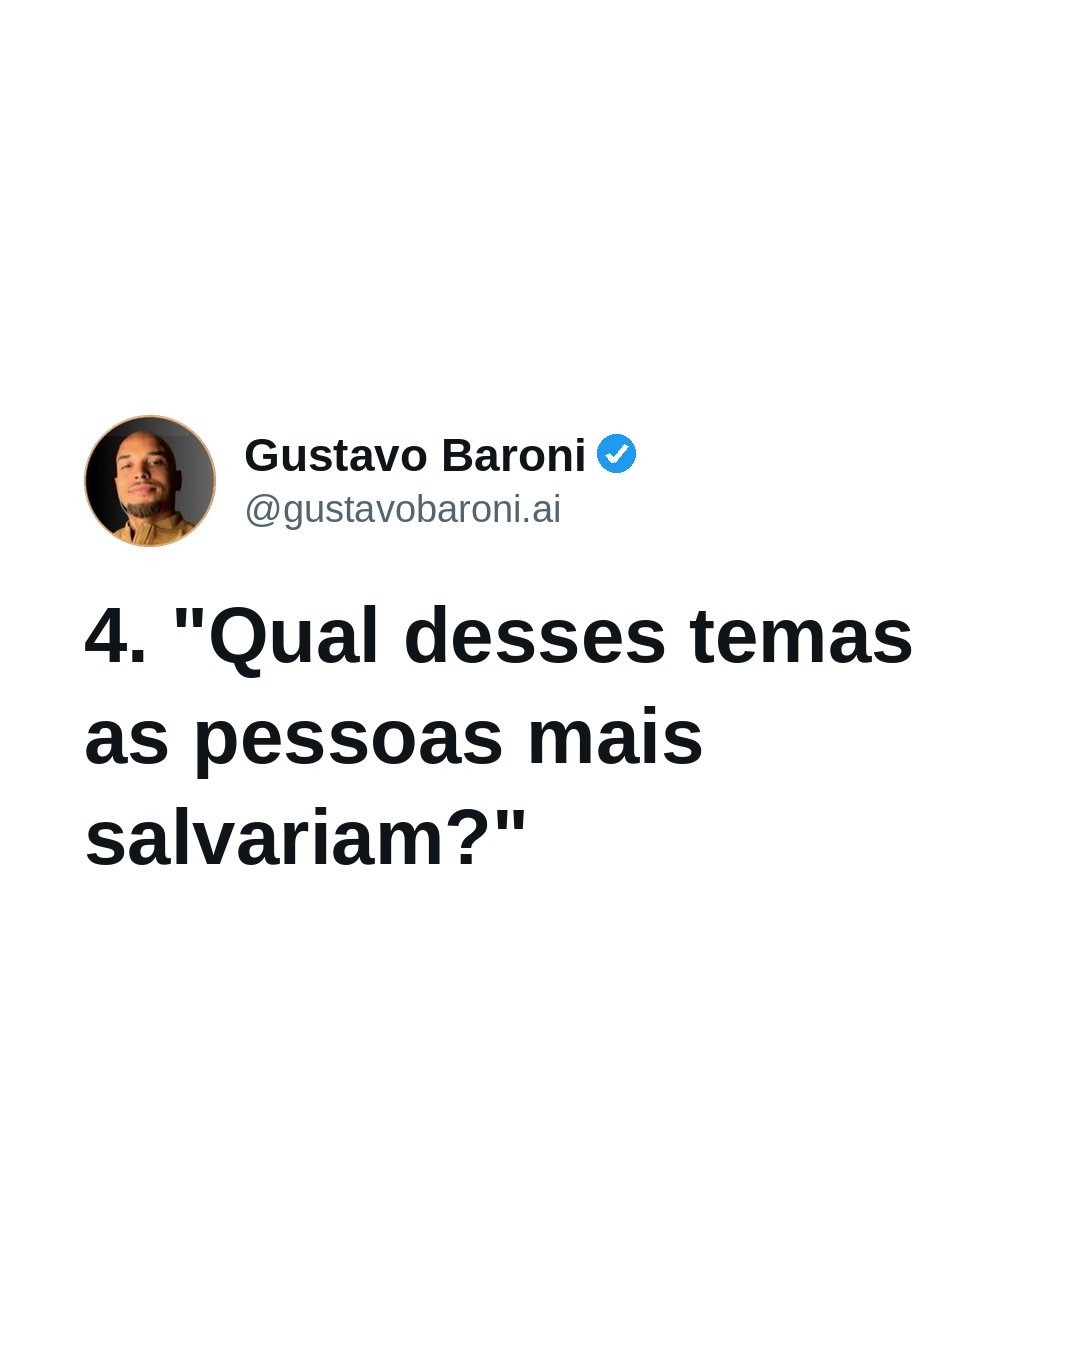 Gustavo Baroni
@gustavobaroni.ai
4. "Qual desses temas
as pessoas mais
salvariam?"